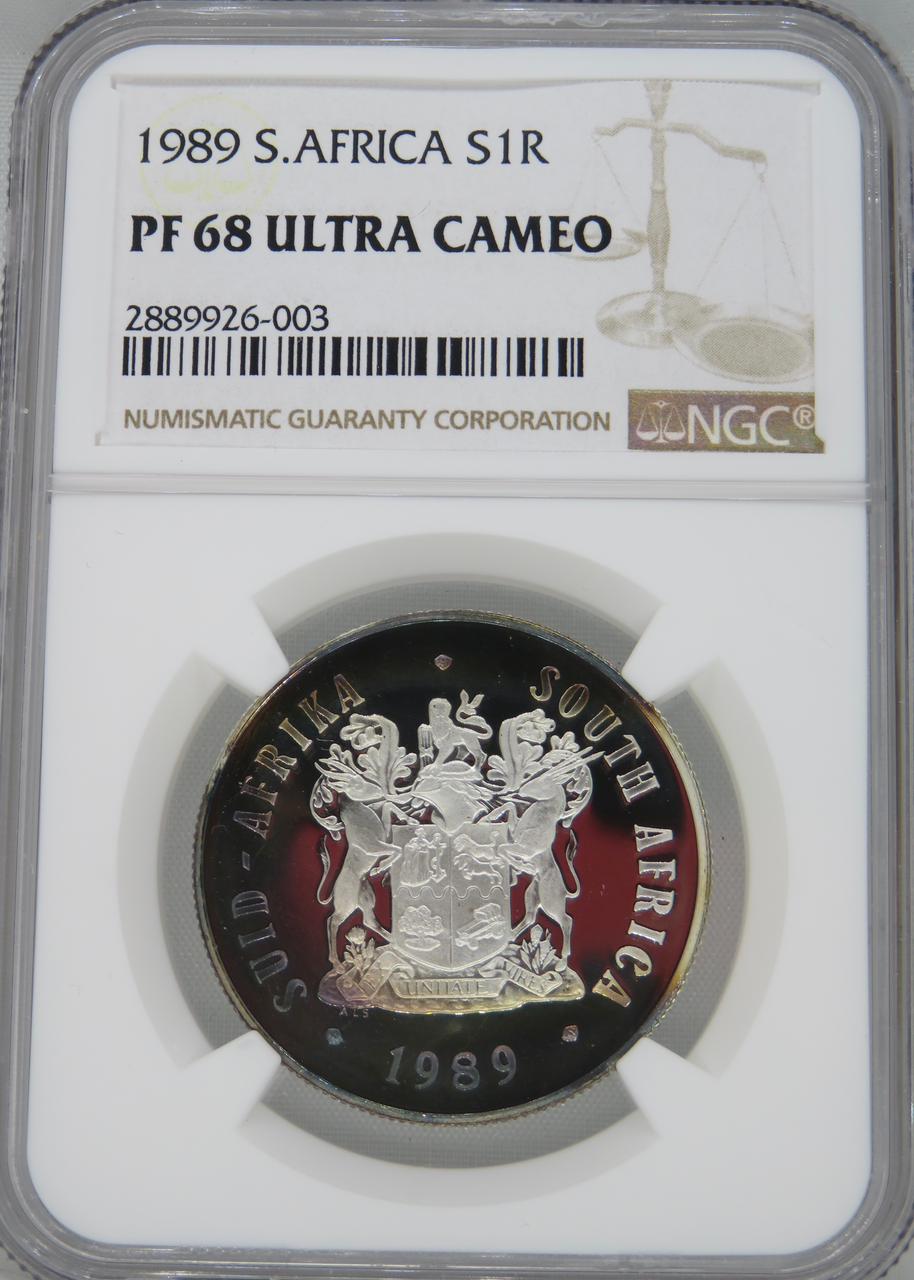 1989 S.AFRICA S1R
PF 68 ULTRA CAMEO
2889926-003
NUMISMATIC GUARANTY CORPORATION
NGC®
SUID-AFRIKA · SOUTH AFRICA
EX UNITATE VIRES
ALS
1989